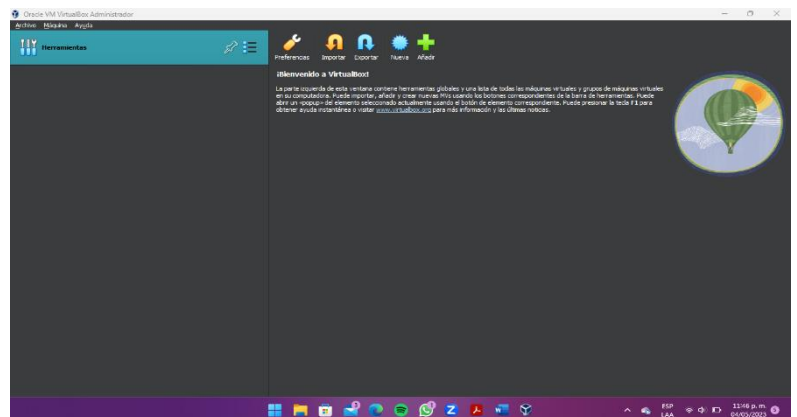 Oracle VM VirtualBox Administrador
Archivo Máquina Ayuda
Herramientas
Preferencias Importar Exportar Nueva Añadir
¡Bienvenido a VirtualBox!
La parte izquierda de esta ventana contiene herramientas globales y una lista de todas las máquinas virtuales y grupos de máquinas virtuales
en su computadora. Puede importar, añadir y crear nuevas MVs usando los botones correspondientes de la barra de herramientas. Puede
abrir un «popup» del elemento seleccionado actualmente usando el botón de elemento correspondiente. Puede presionar la tecla F1 para
obtener ayuda instantánea o visitar www.virtualbox.org para más información y las últimas noticias.
ESP
LAA
11:46 p. m.
04/05/2023